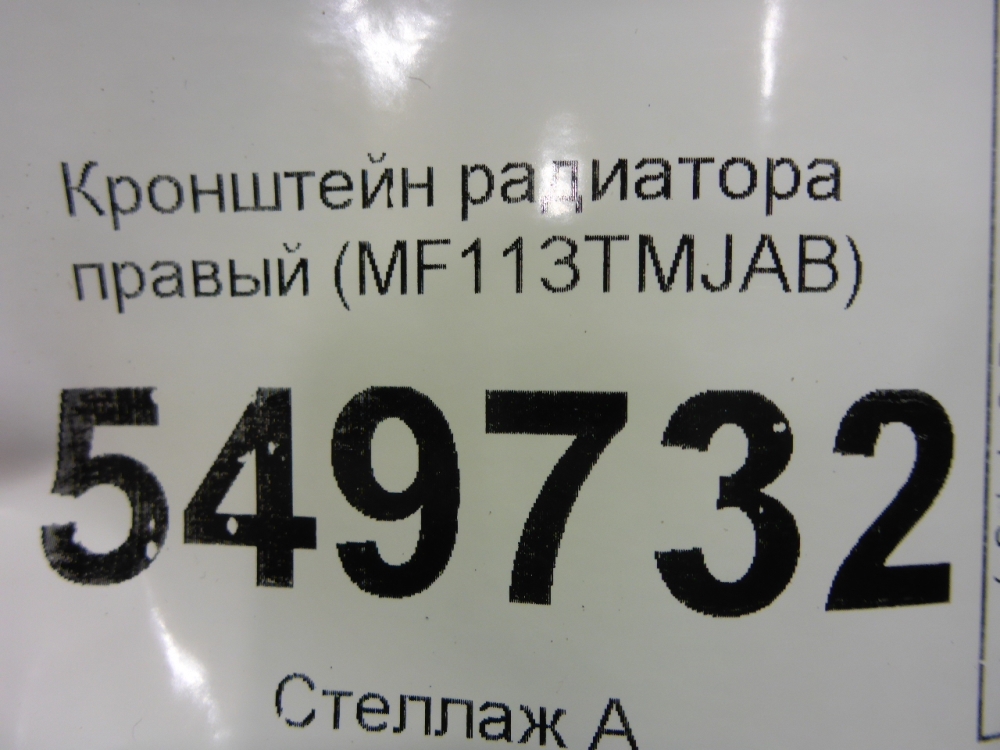 Кронштейн радиатора
правый (MF113TMJAB)
549732
Стеллаж А